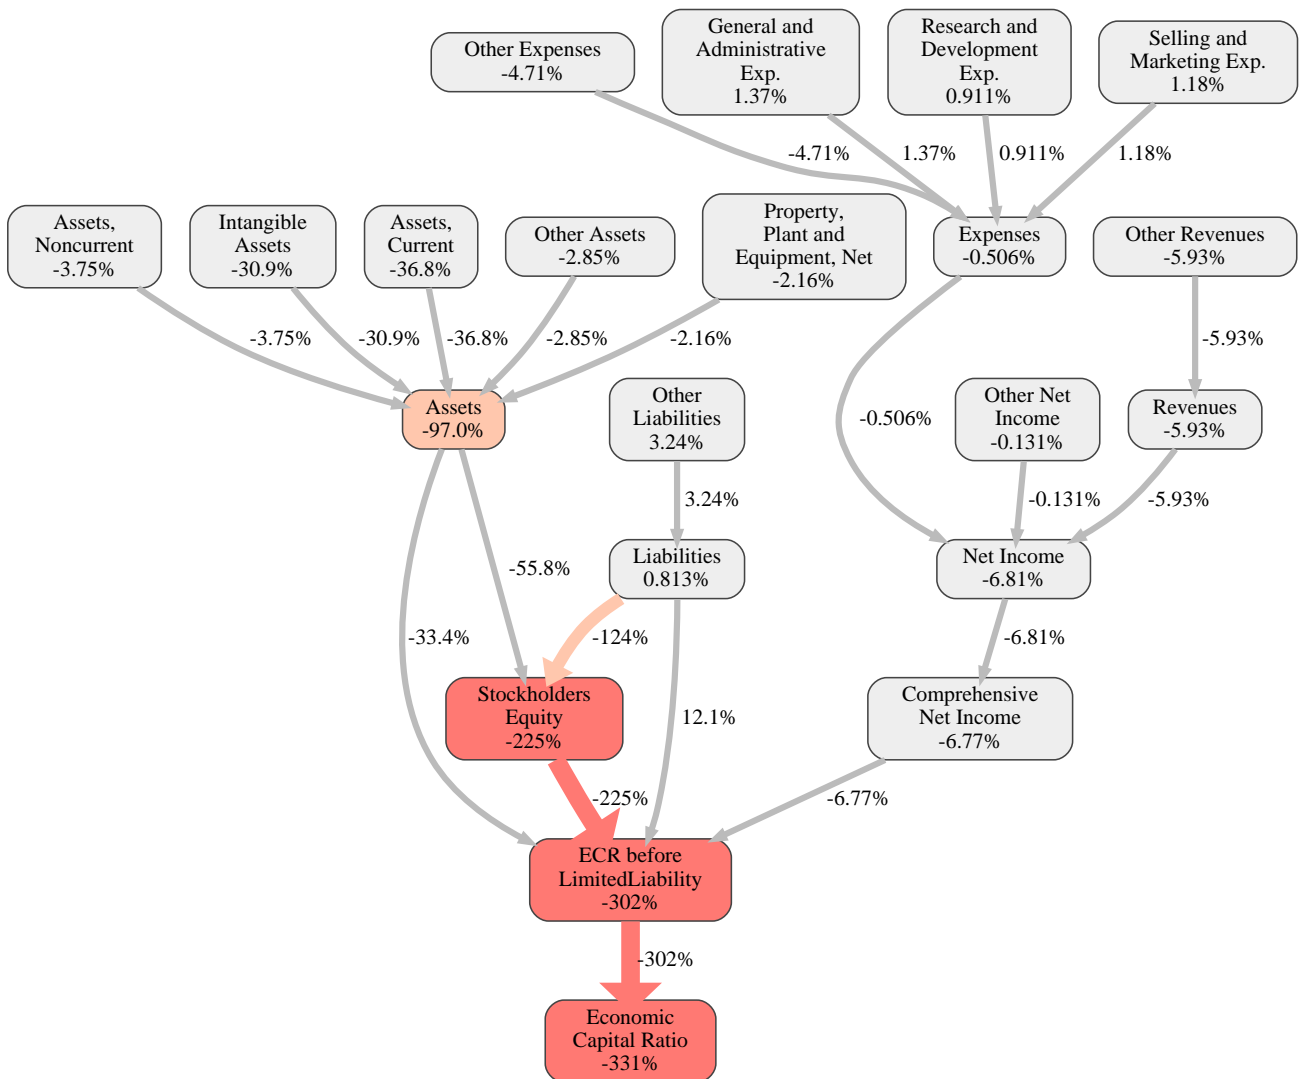 Other Expenses
-4.71%
General and
Administrative
Exp.
1.37%
Research and
Development
Exp.
0.911%
Selling and
Marketing Exp.
1.18%
-4.71%
1.37%
0.911%
1.18%
Assets,
Noncurrent
-3.75%
Intangible
Assets
-30.9%
Assets,
Current
-36.8%
Other Assets
-2.85%
Property,
Plant and
Equipment, Net
-2.16%
Expenses
-0.506%
Other Revenues
-5.93%
-3.75%
-30.9%
-36.8%
-2.85%
-2.16%
-5.93%
Assets
-97.0%
Other
Liabilities
3.24%
-0.506%
Other Net
Income
-0.131%
Revenues
-5.93%
3.24%
-0.131%
-5.93%
-55.8%
Liabilities
0.813%
Net Income
-6.81%
-33.4%
-124%
-6.81%
Stockholders
Equity
-225%
12.1%
Comprehensive
Net Income
-6.77%
-225%
-6.77%
ECR before
LimitedLiability
-302%
-302%
Economic
Capital Ratio
-331%